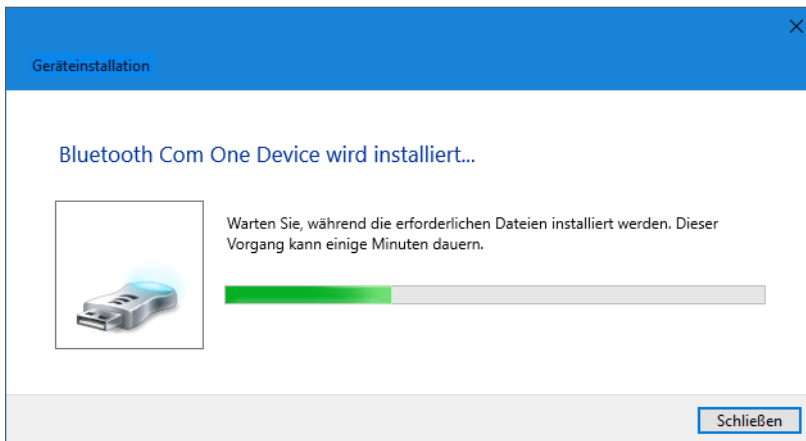 Geräteinstallation
Bluetooth Com One Device wird installiert...
Warten Sie, während die erforderlichen Dateien installiert werden. Dieser
Vorgang kann einige Minuten dauern.
Schließen